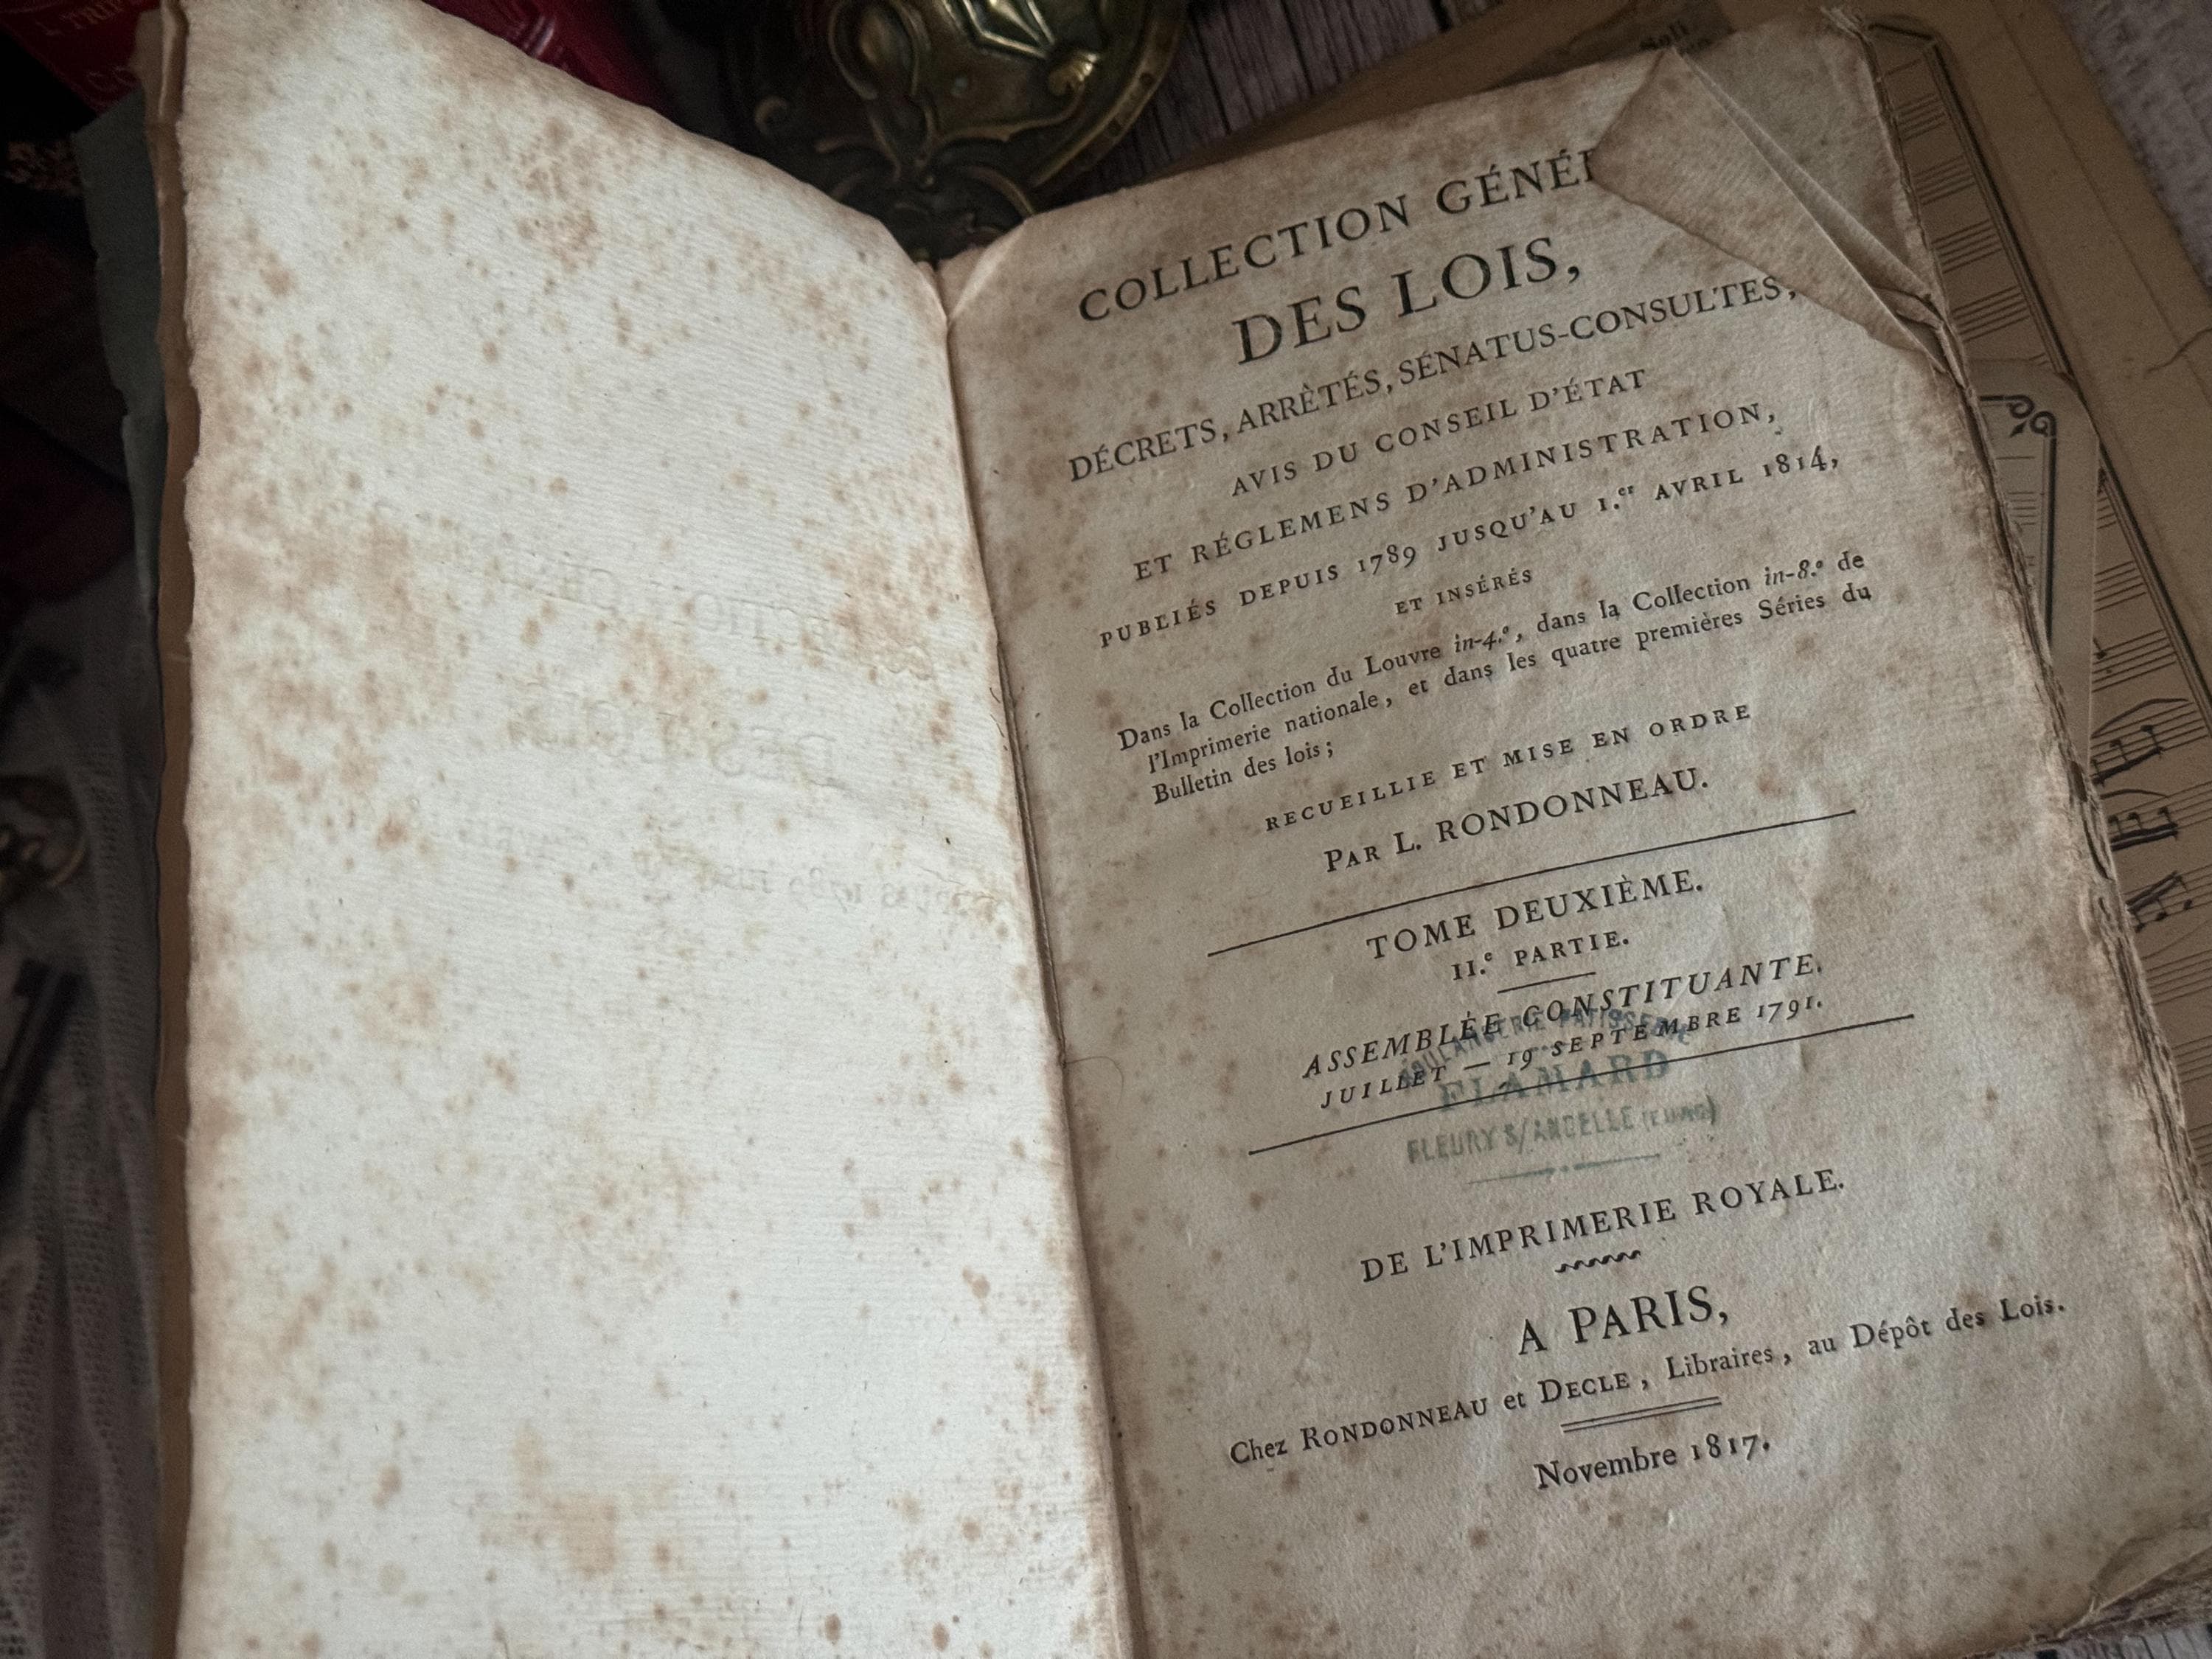 COLLECTION GÉNÉR
DES LOIS,
DÉCRETS, ARRÊTÉS, SÉNATUS-CONSULTES,
AVIS DU CONSEIL D'ÉTAT
ET RÉGLEMENS D'ADMINISTRATION,
PUBLIÉS DEPUIS 1789 JUSQU'AU 1.er AVRIL 1814,
ET INSÉRÉS
Dans la Collection du Louvre in-4.º, dans la Collection in-8.º de
l'Imprimerie nationale, et dans les quatre premières Séries du
Bulletin des lois;
RECUEILLIE ET MISE EN ORDRE
PAR L. RONDONNEAU.
TOME DEUXIÈME.
II.e PARTIE.
ASSEMBLÉE CONSTITUANTE.
JUILLET — 19 SEPTEMBRE 1791.
BOULANGERIE PATISSERIE
FLAMARD
FLEURY S/ANDELLE (EURE)
DE L'IMPRIMERIE ROYALE.
A PARIS,
Chez RONDONNEAU et DECLE, Libraires, au Dépôt des Lois.
Novembre 1817.